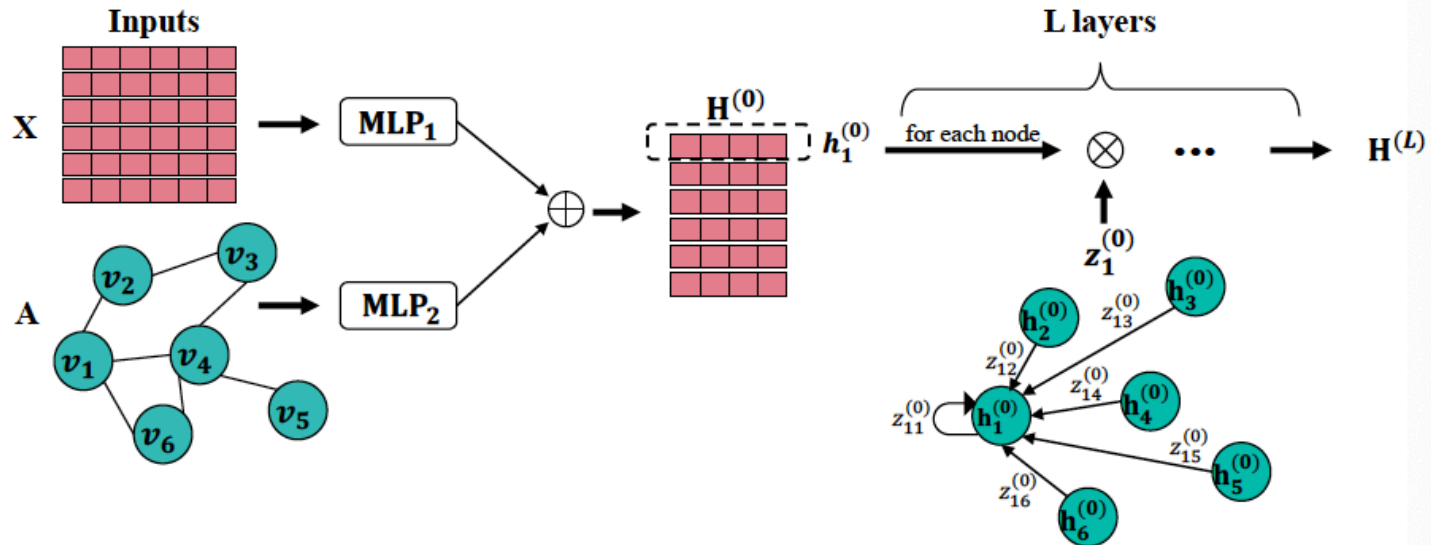 Inputs
L layers
X
MLP₁
H⁽⁰⁾
h₁⁽⁰⁾
for each node
...
H⁽ᴸ⁾
z₁⁽⁰⁾
A
v₁
v₂
v₃
v₄
v₅
v₆
MLP₂
h₁⁽⁰⁾
h₂⁽⁰⁾
h₃⁽⁰⁾
h₄⁽⁰⁾
h₅⁽⁰⁾
h₆⁽⁰⁾
z₁₁⁽⁰⁾
z₁₂⁽⁰⁾
z₁₃⁽⁰⁾
z₁₄⁽⁰⁾
z₁₅⁽⁰⁾
z₁₆⁽⁰⁾